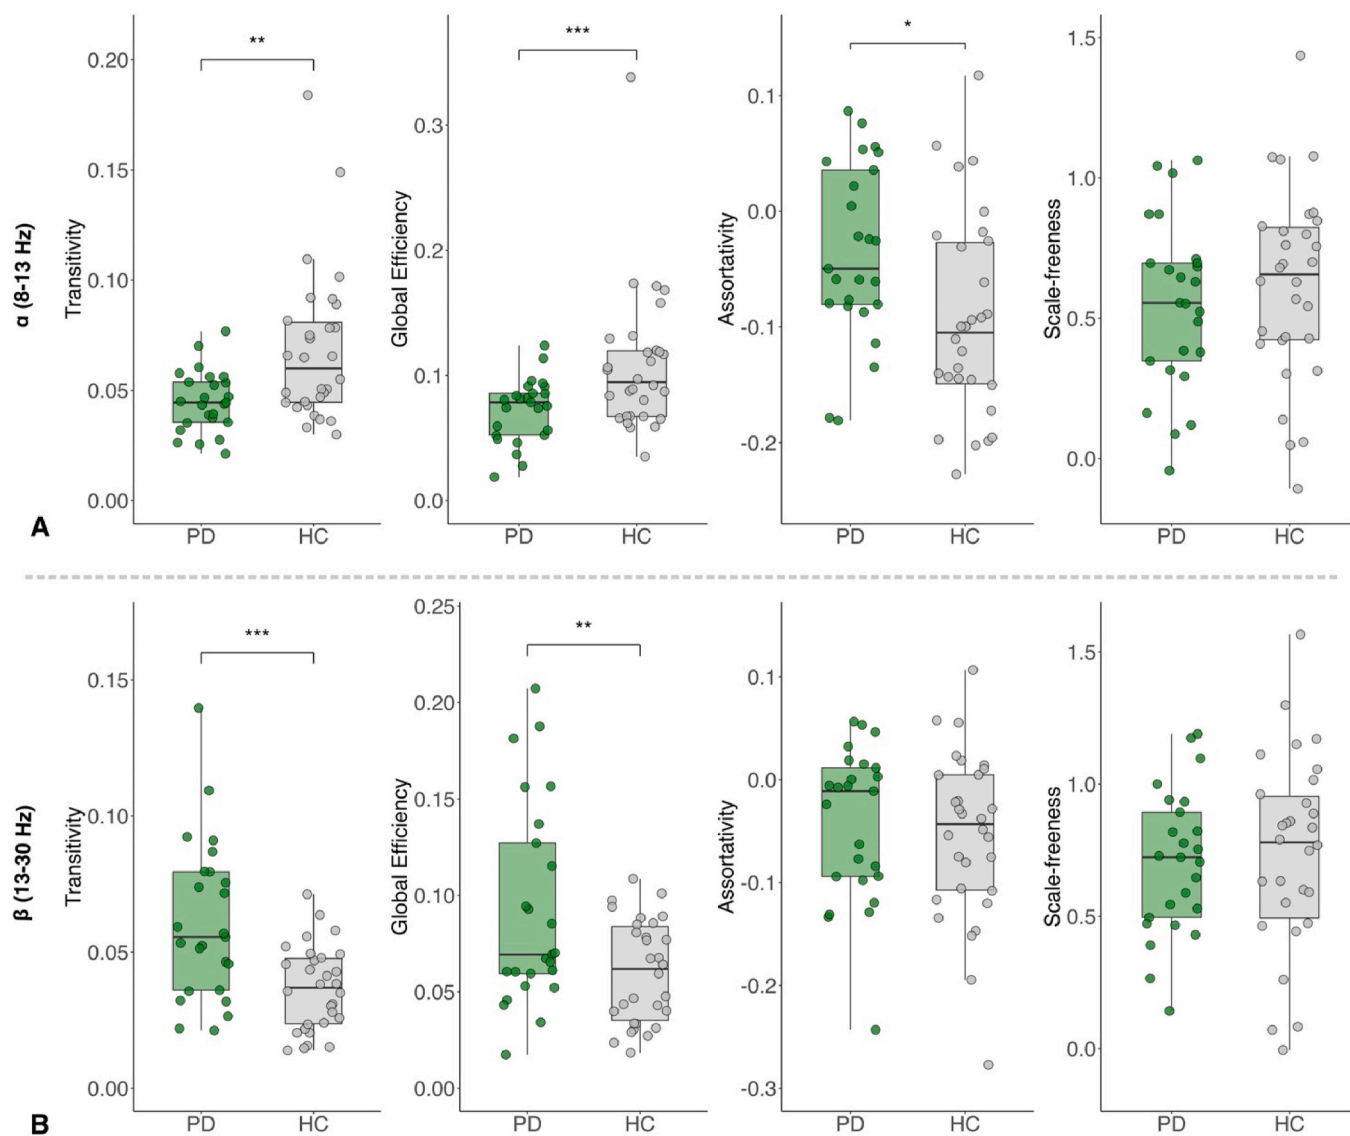 α (8-13 Hz)
Transitivity
0.20
0.15
0.10
0.05
0.00
**
PD
HC
Global Efficiency
0.3
0.2
0.1
0.0
***
PD
HC
Assortativity
0.1
0.0
-0.1
-0.2
*
PD
HC
Scale-freeness
1.5
1.0
0.5
0.0
PD
HC
A
β (13-30 Hz)
Transitivity
0.15
0.10
0.05
0.00
***
PD
HC
Global Efficiency
0.25
0.20
0.15
0.10
0.05
0.00
**
PD
HC
Assortativity
0.1
0.0
-0.1
-0.2
-0.3
PD
HC
Scale-freeness
1.5
1.0
0.5
0.0
PD
HC
B